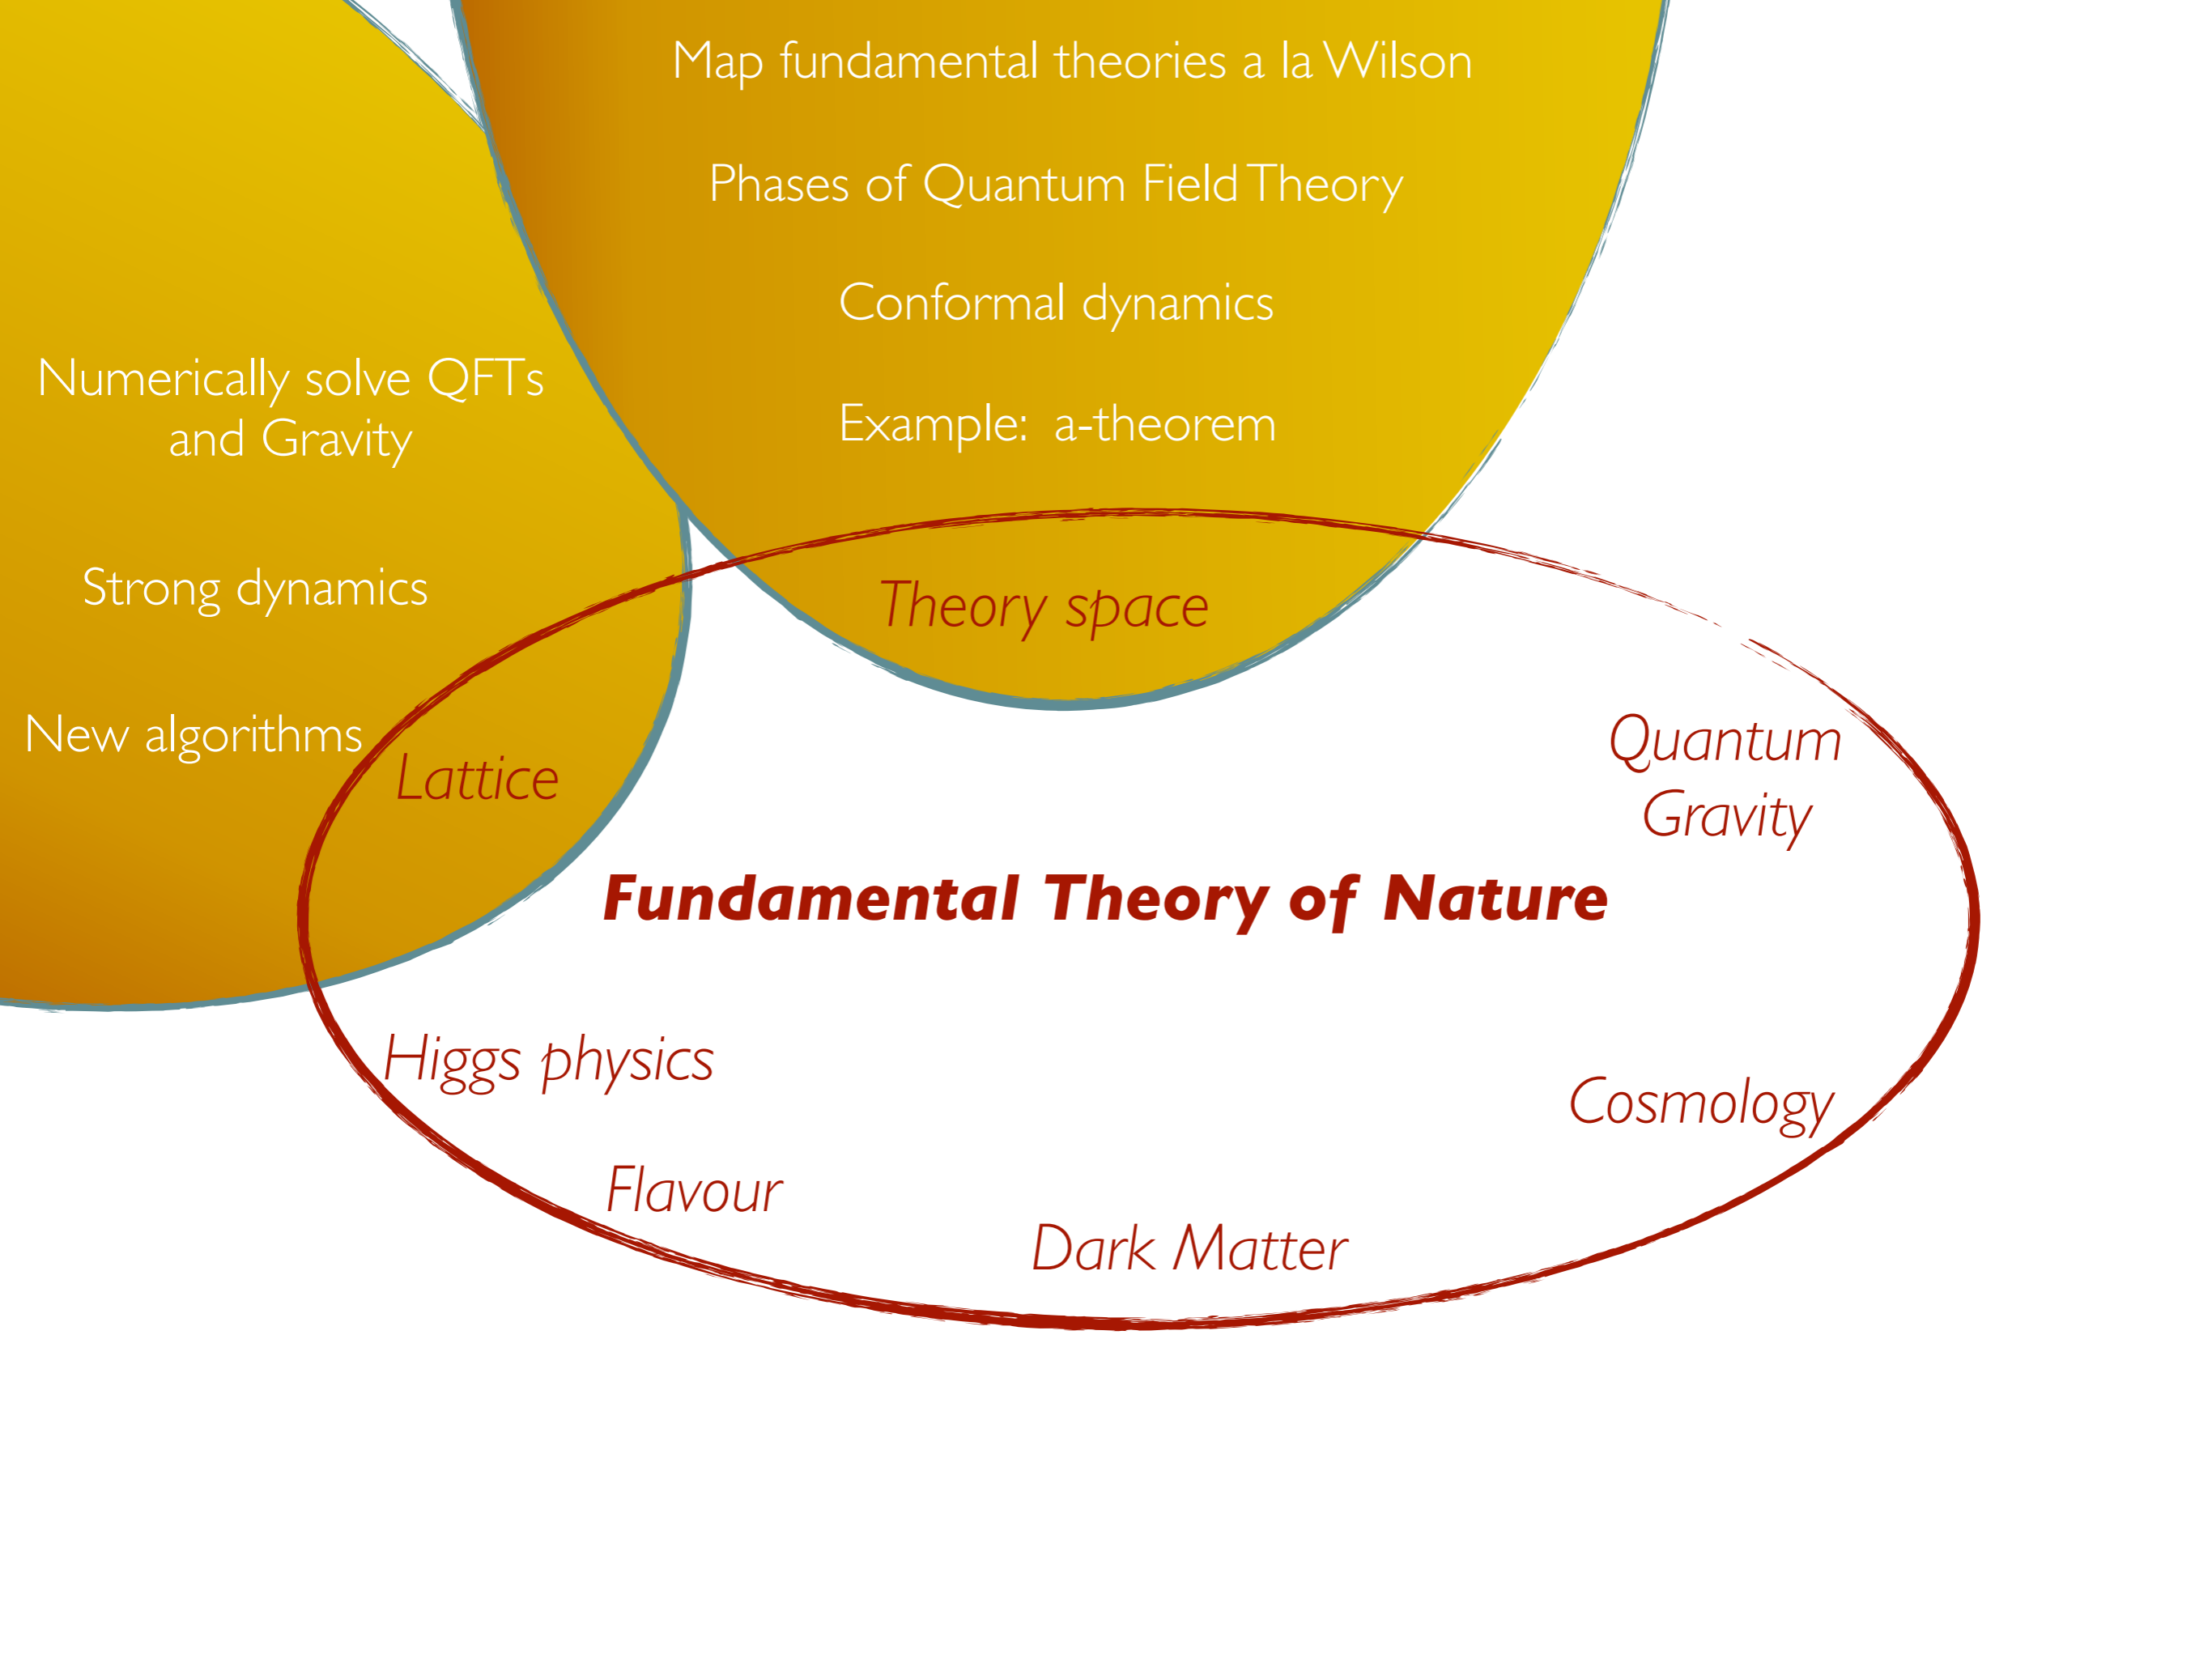 Map fundamental theories a la Wilson
Phases of Quantum Field Theory
Conformal dynamics
Example: a-theorem
Numerically solve QFTs
and Gravity
Strong dynamics
New algorithms
Theory space
Lattice
Quantum
Gravity
Fundamental Theory of Nature
Higgs physics
Cosmology
Flavour
Dark Matter